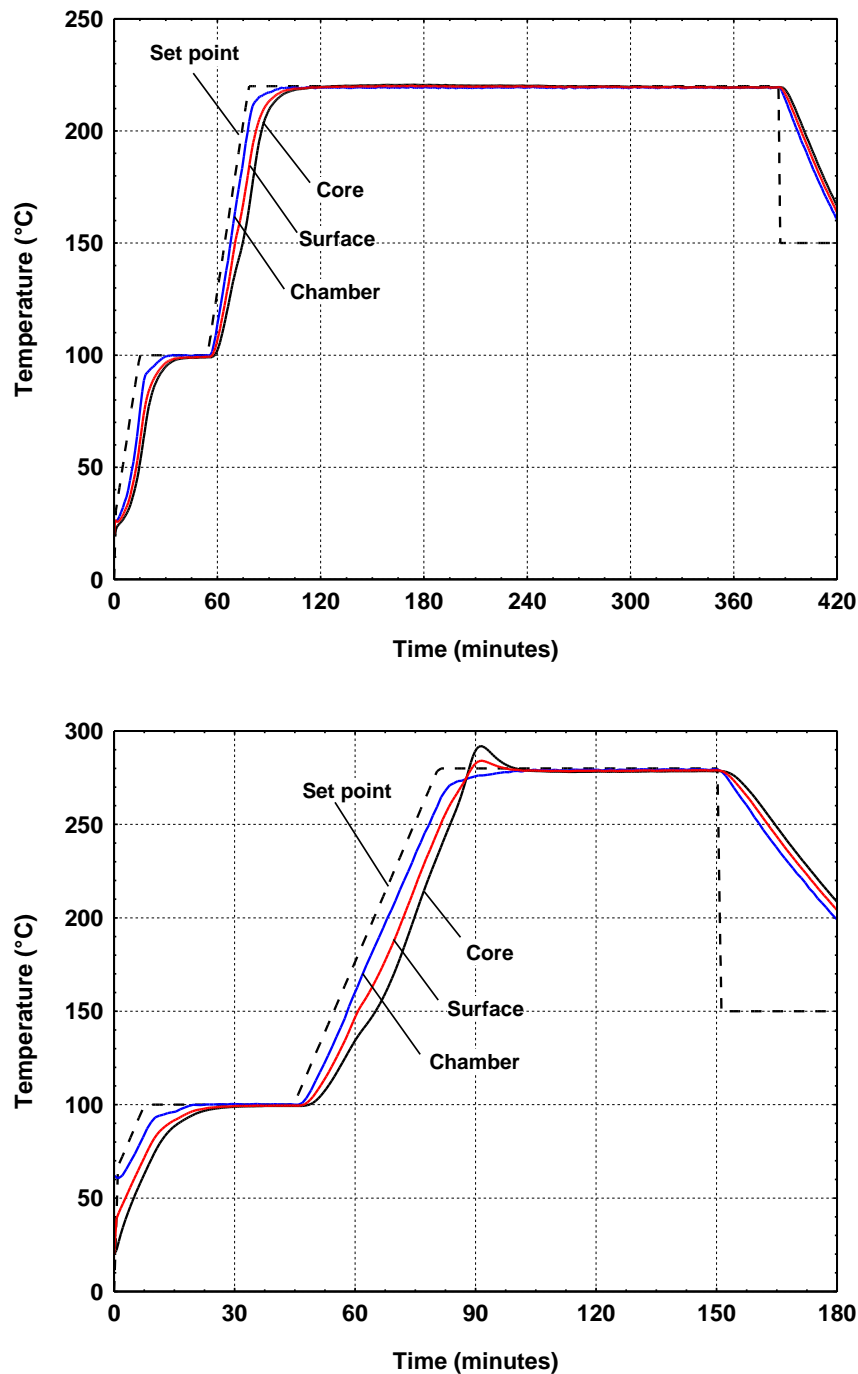 250
Set point
200
Core
Surface
150
Chamber
100
50
0
0 60 120 180 240 300 360 420
Temperature (°C)
Time (minutes)
300
Set point
250
200
Core
Surface
150
Chamber
100
50
0
0 30 60 90 120 150 180
Temperature (°C)
Time (minutes)